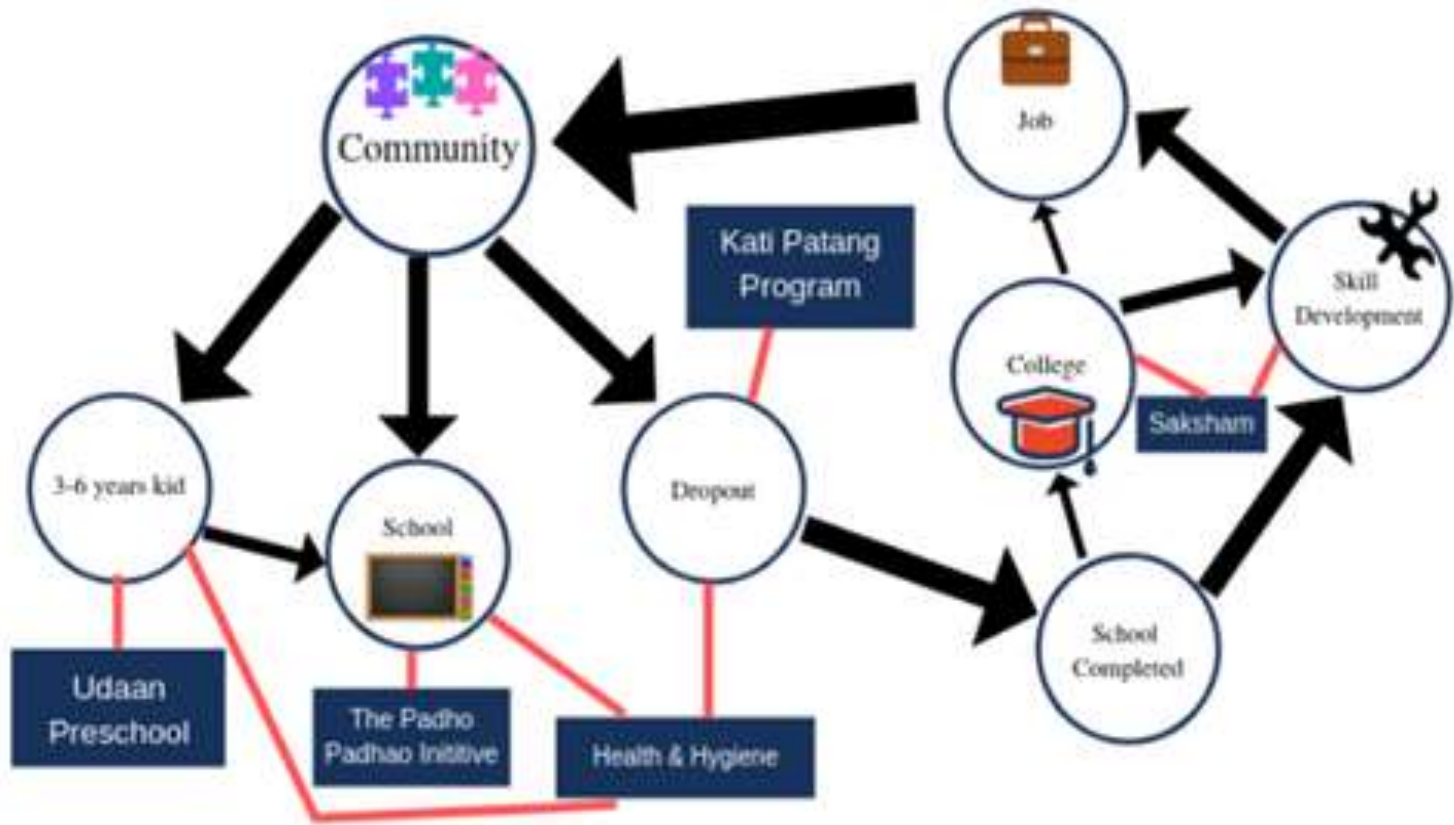 Community
Job
Kati Patang
Program
Skill
Development
College
Saksham
3-6 years kid
School
Dropout
School
Completed
Udaan
Preschool
The Padho
Padhao Inititive
Health & Hygiene